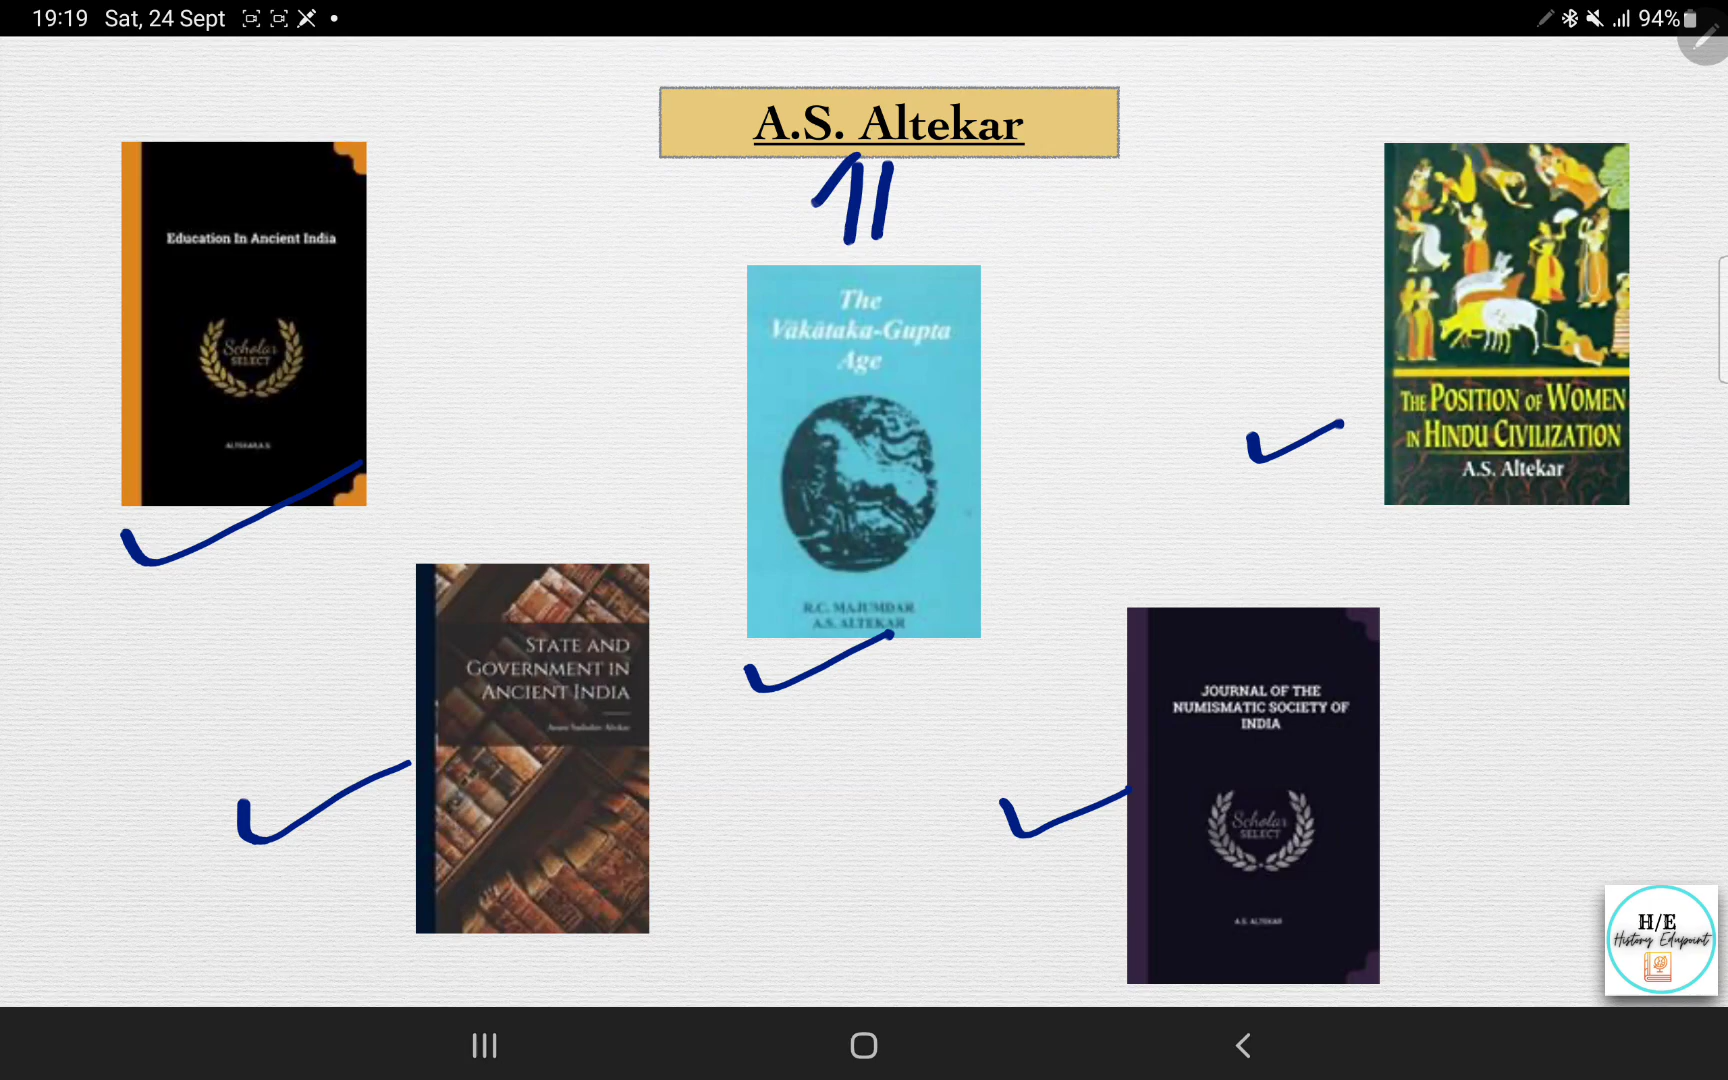 19:19 Sat, 24 Sept
94%
A.S. Altekar
Education In Ancient India
Scholar
SELECT
ALTEKAR A.S
The
Vākātaka-Gupta
Age
R.C. MAJUMDAR
A.S. ALTEKAR
THE POSITION OF WOMEN
IN HINDU CIVILIZATION
A.S. Altekar
STATE AND
GOVERNMENT IN
ANCIENT INDIA
JOURNAL OF THE
NUMISMATIC SOCIETY OF
INDIA
Scholar
SELECT
A.S. ALTEKAR
H/E
History Edupoint